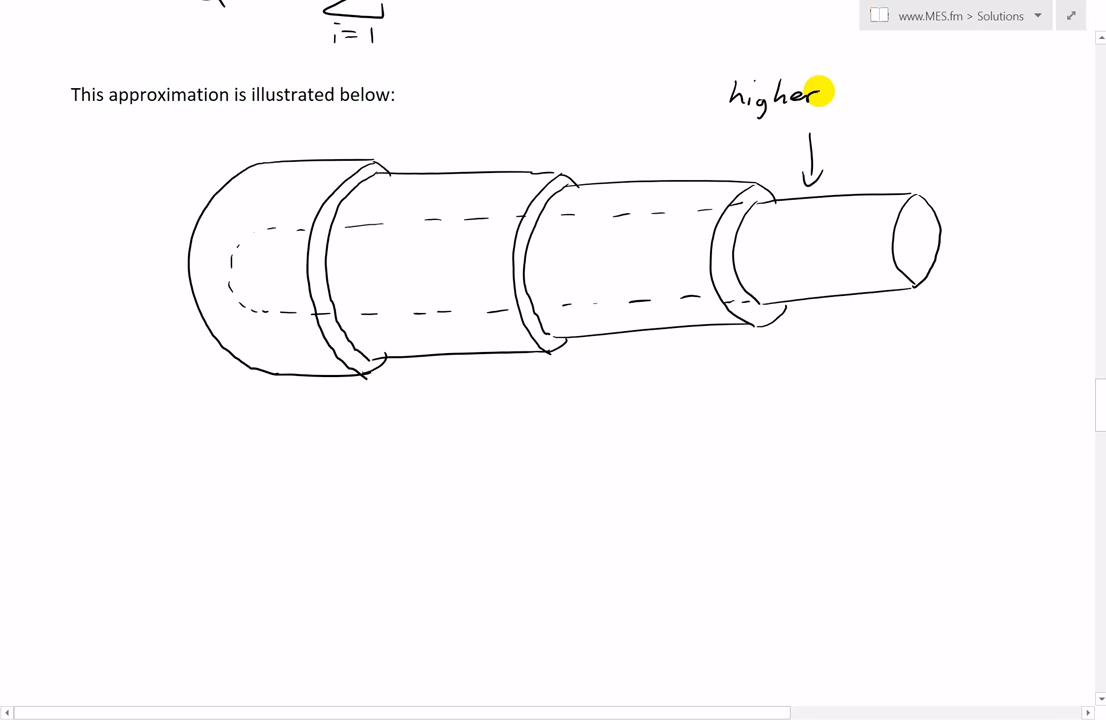 www.MES.fm > Solutions
i = 1
This approximation is illustrated below:
higher